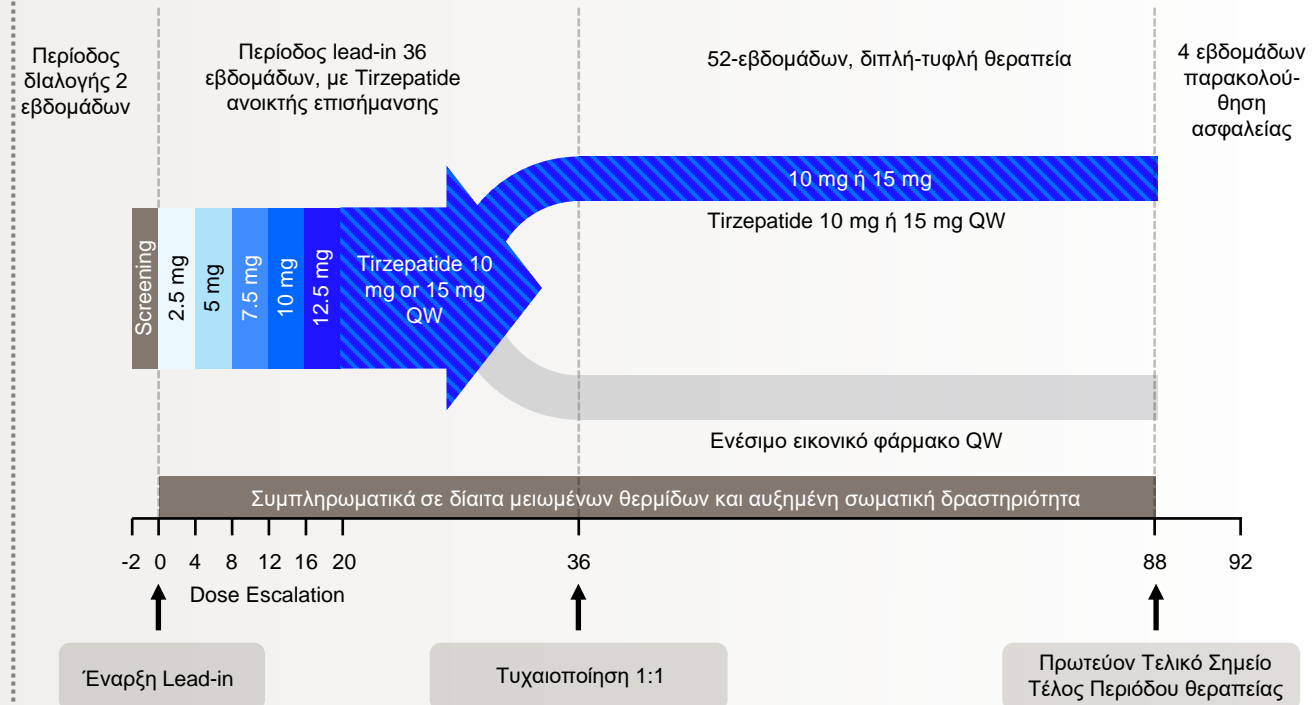 Περίοδος
διαλογής 2
εβδομάδων
Περίοδος lead-in 36
εβδομάδων, με Tirzepatide
ανοικτής επισήμανσης
52-εβδομάδων, διπλή-τυφλή θεραπεία
4 εβδομάδων
παρακολού-
θηση
ασφαλείας
Screening
2.5 mg
5 mg
7.5 mg
10 mg
12.5 mg
Tirzepatide 10
mg or 15 mg
QW
10 mg ή 15 mg
Tirzepatide 10 mg ή 15 mg QW
Ενέσιμο εικονικό φάρμακο QW
Συμπληρωματικά σε δίαιτα μειωμένων θερμίδων και αυξημένη σωματική δραστηριότητα
-2 0 4 8 12 16 20 36 88 92
Dose Escalation
Έναρξη Lead-in
Τυχαιοποίηση 1:1
Πρωτεύον Τελικό Σημείο
Τέλος Περιόδου θεραπείας